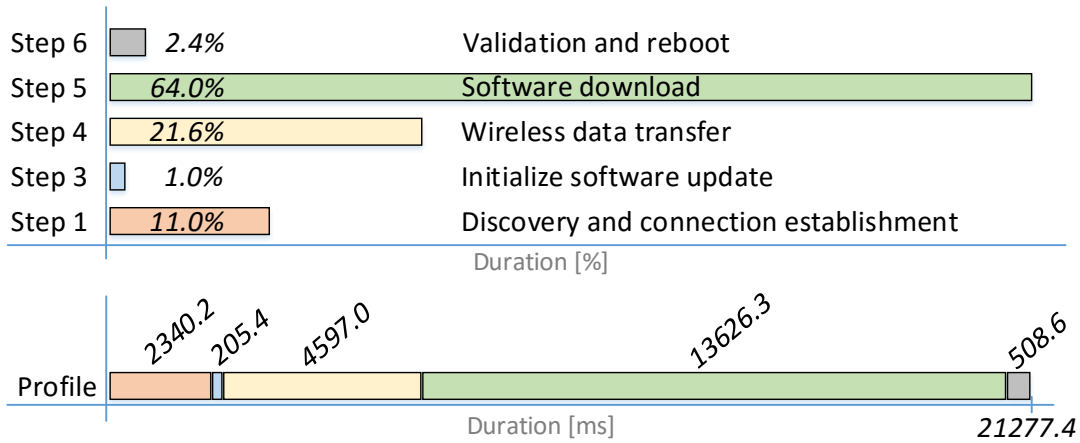 Step 6 2.4% Validation and reboot
Step 5 64.0% Software download
Step 4 21.6% Wireless data transfer
Step 3 1.0% Initialize software update
Step 1 11.0% Discovery and connection establishment
Duration [%]
2340.2 205.4 4597.0 13626.3 508.6
Profile
Duration [ms] 21277.4